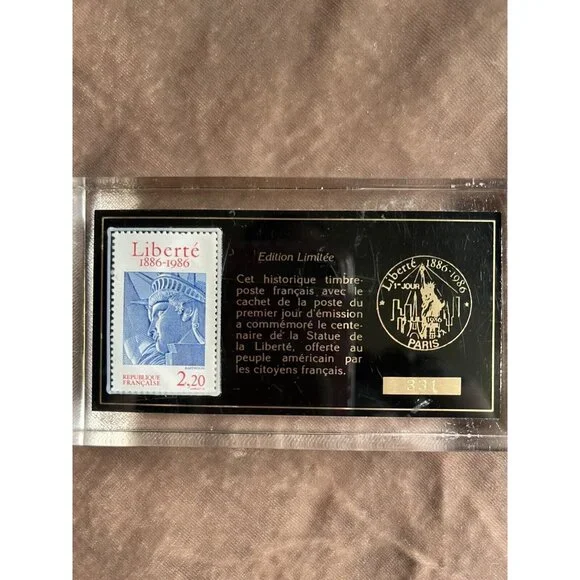 Liberté
1886-1986
REPUBLIQUE
FRANÇAISE
2,20
Edition Limitée
Cet historique timbre-
poste français avec le
cachet de la poste du
premier jour d'émission
a commémoré le cente-
naire de la Statue de
la Liberté, offerte au
peuple américain par
les citoyens français.
Liberté 1886-1986
1er JOUR
1986
PARIS
331